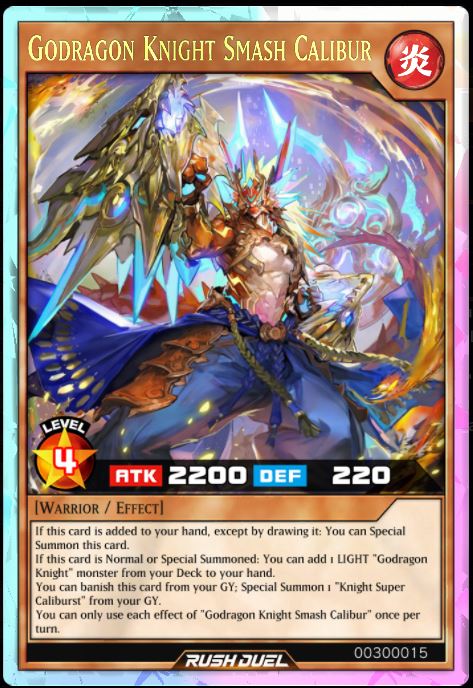 Godragon Knight Smash Calibur
炎
LEVEL
4
ATK 2200 DEF 220
[Warrior / Effect]
If this card is added to your hand, except by drawing it: You can Special
Summon this card.
If this card is Normal or Special Summoned: You can add 1 LIGHT "Godragon
Knight" monster from your Deck to your hand.
You can banish this card from your GY; Special Summon 1 "Knight Super
Caliburst" from your GY.
You can only use each effect of "Godragon Knight Smash Calibur" once per
turn.
00300015
RUSH DUEL